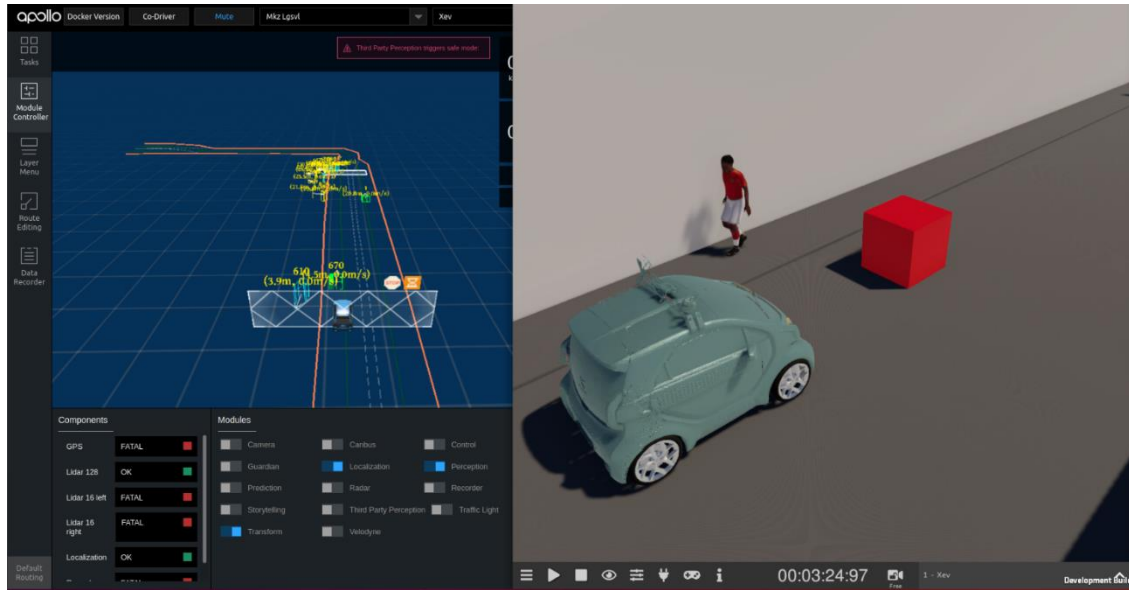 apollo Docker Version Co-Driver Mute Mkz Lgsvl Xev
Third Party Perception triggers safe mode
Tasks
Module
Controller
Layer
Menu
Route
Editing
Data
Recorder
Default
Routing
610
670
(3.9m, 0.0m/s)
STOP
Components
GPS FATAL
Lidar 128 OK
Lidar 16 left FATAL
Lidar 16
right FATAL
Localization OK
Modules
Camera Canbus Control
Guardian Localization Perception
Prediction Radar Recorder
Storytelling Third Party Perception Traffic Light
Transform Velodyne
00:03:24:97
Free
1 - Xev
Development Build